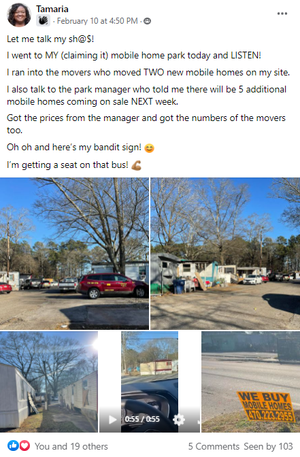 Tamaria
February 10 at 4:50 PM ·
Let me talk my sh@$!
I went to MY (claiming it) mobile home park today and LISTEN!
I ran into the movers who moved TWO new mobile homes on my site.
I also talk to the park manager who told me there will be 5 additional
mobile homes coming on sale NEXT week.
Got the prices from the manager and got the numbers of the movers
too.
Oh oh and here's my bandit sign! 😊
I'm getting a seat on that bus! 💪🏽
WE BUY
MOBILE HOMES
0:55 / 0:55
You and 19 others
5 Comments Seen by 103